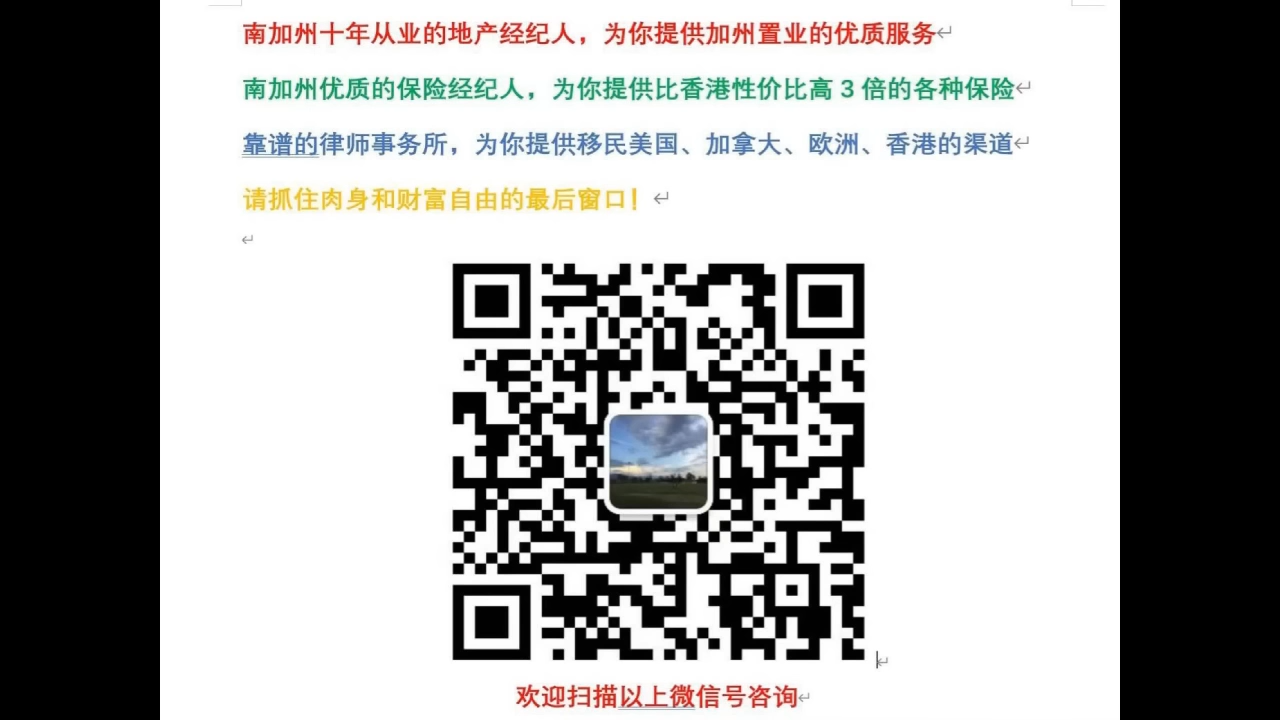 南加州十年从业的地产经纪人，为你提供加州置业的优质服务
南加州优质的保险经纪人，为你提供比香港性价比高 3 倍的各种保险
靠谱的律师事务所，为你提供移民美国、加拿大、欧洲、香港的渠道
请抓住肉身和财富自由的最后窗口！
欢迎扫描以上微信号咨询